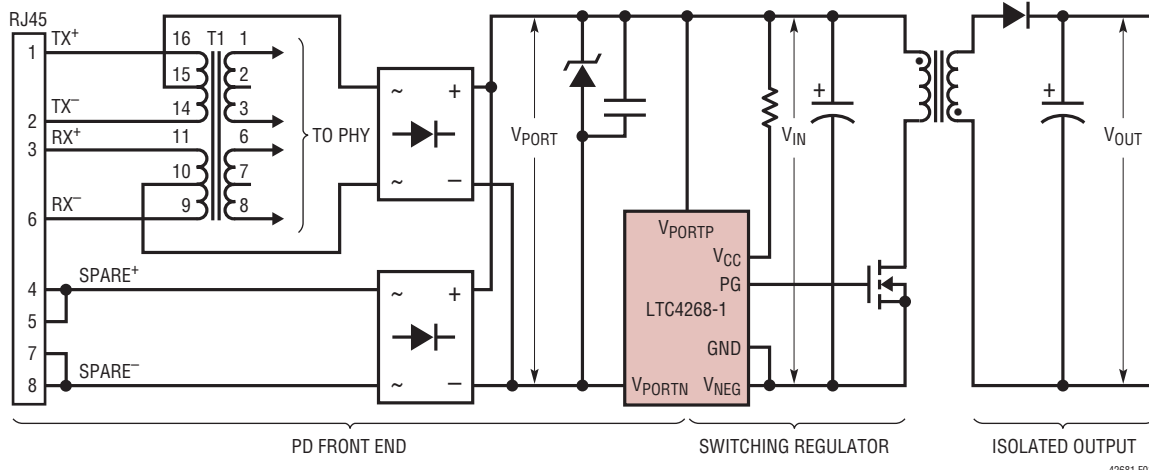 RJ45
1 TX+ 16 T1 1
15 2
2 TX− 14 3
3 RX+ 11 6
10 7
6 RX− 9 8
TO PHY
~ +
~ −
4 SPARE+
5
7
8 SPARE−
~ +
~ −
VPORT
VIN
+
+
VOUT
VPORTP
VCC
PG
LTC4268-1
GND
VPORTN VNEG
PD FRONT END SWITCHING REGULATOR ISOLATED OUTPUT